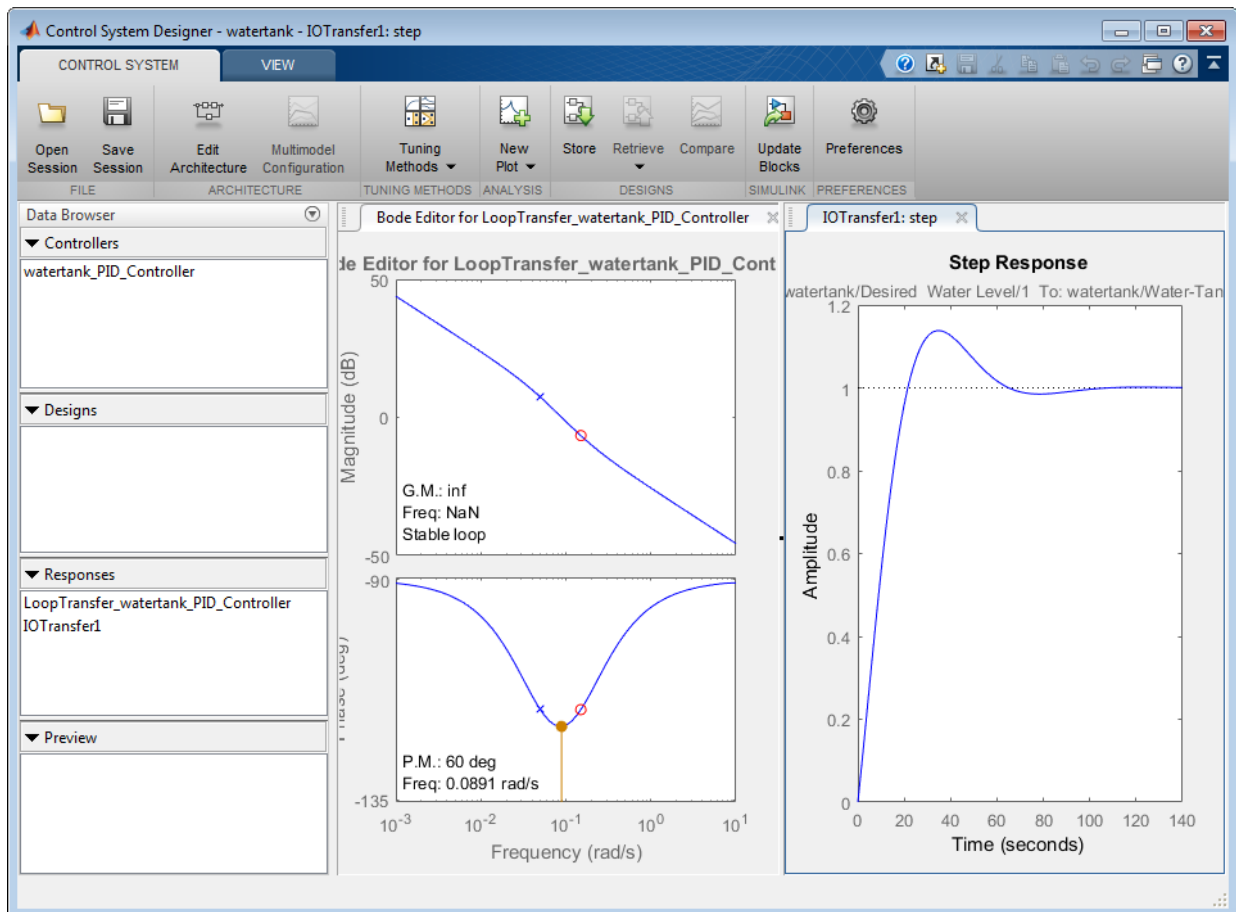 Control System Designer - watertank - IOTransfer1: step
CONTROL SYSTEM
VIEW
Open Session
Save Session
Edit Architecture
Multimodel Configuration
Tuning Methods
New Plot
Store
Retrieve
Compare
Update Blocks
Preferences
FILE
ARCHITECTURE
TUNING METHODS
ANALYSIS
DESIGNS
SIMULINK
PREFERENCES
Data Browser
Controllers
watertank_PID_Controller
Designs
Responses
LoopTransfer_watertank_PID_Controller
IOTransfer1
Preview
Bode Editor for LoopTransfer_watertank_PID_Controller
de Editor for LoopTransfer_watertank_PID_Cont
50
0
-50
Magnitude (dB)
G.M.: inf
Freq: NaN
Stable loop
-90
-135
Phase (deg)
P.M.: 60 deg
Freq: 0.0891 rad/s
10^-3
10^-2
10^-1
10^0
10^1
Frequency (rad/s)
IOTransfer1: step
Step Response
watertank/Desired Water Level/1 To: watertank/Water-Tan
1.2
1
0.8
0.6
0.4
0.2
0
Amplitude
0 20 40 60 80 100 120 140
Time (seconds)